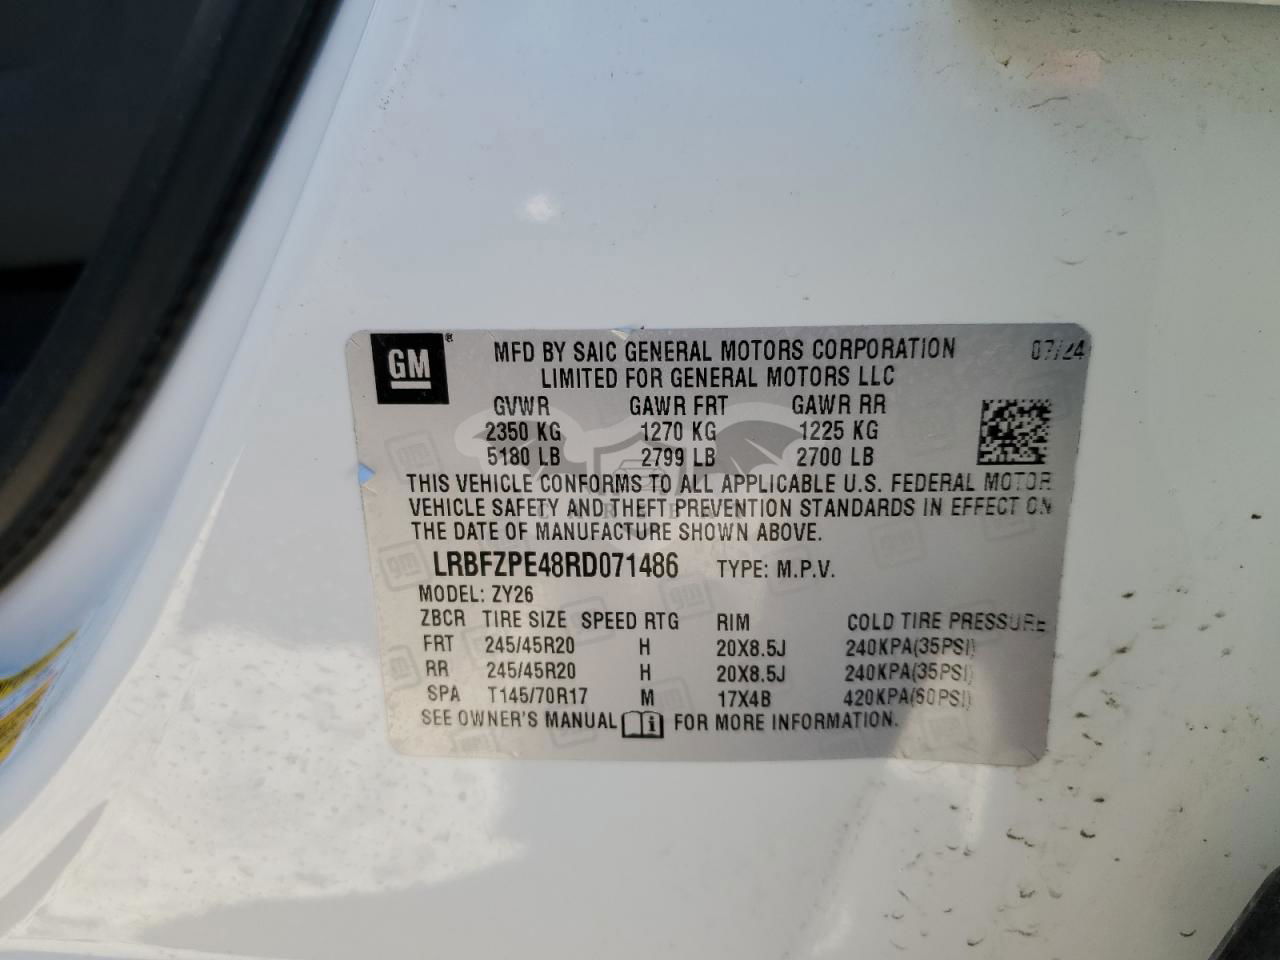 GM® MFD BY SAIC GENERAL MOTORS CORPORATION 07/24
LIMITED FOR GENERAL MOTORS LLC
GVWR GAWR FRT GAWR RR
2350 KG 1270 KG 1225 KG
5180 LB 2799 LB 2700 LB
THIS VEHICLE CONFORMS TO ALL APPLICABLE U.S. FEDERAL MOTOR
VEHICLE SAFETY AND THEFT PREVENTION STANDARDS IN EFFECT ON
THE DATE OF MANUFACTURE SHOWN ABOVE.
LRBFZPE48RD071486 TYPE: M.P.V.
MODEL: ZY26
ZBCR TIRE SIZE SPEED RTG RIM COLD TIRE PRESSURE
FRT 245/45R20 H 20X8.5J 240KPA(35PSI)
RR 245/45R20 H 20X8.5J 240KPA(35PSI)
SPA T145/70R17 M 17X4B 420KPA(60PSI)
SEE OWNER'S MANUAL FOR MORE INFORMATION.